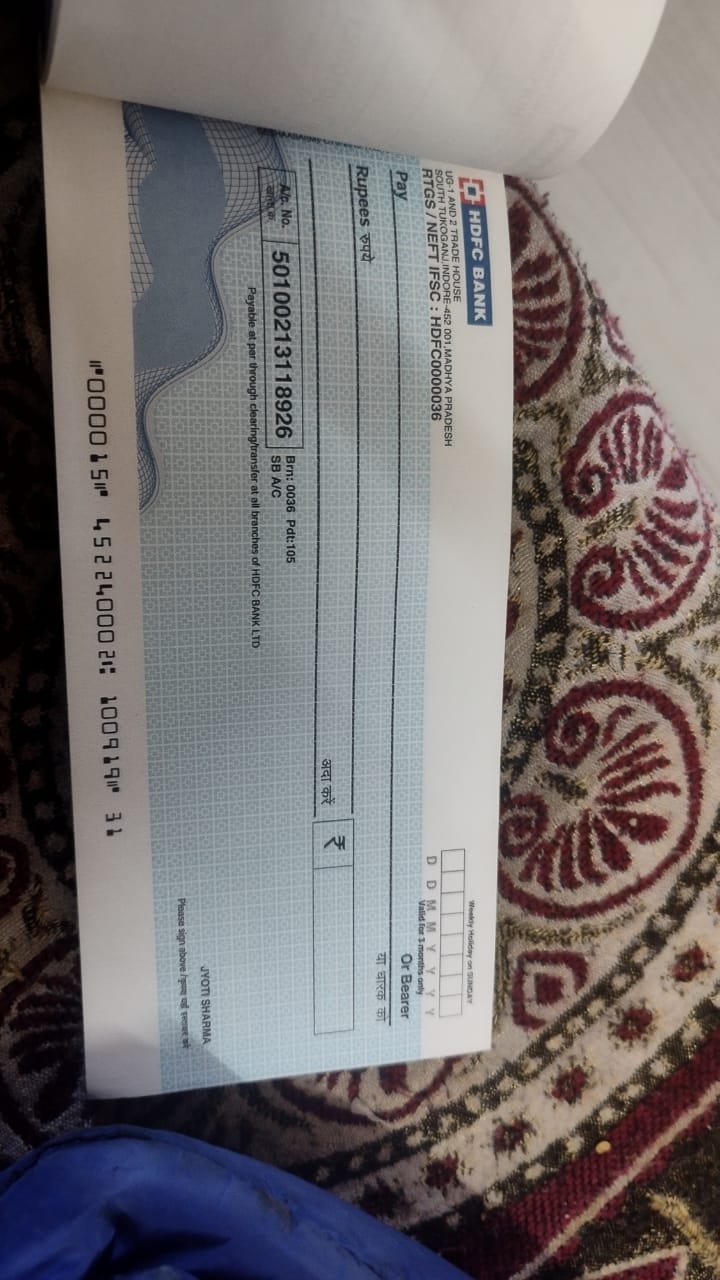 HDFC BANK
UG-1 AND 2 TRADE HOUSE
SOUTH TUKOGANJ,INDORE-452 001,MADHYA PRADESH
RTGS / NEFT IFSC : HDFC0000036
Weekly Holiday on SUNDAY
D D M M Y Y Y Y
Valid for 3 months only
Pay
Or Bearer
या धारक को
Rupees रुपये
अदा करें
₹
A/c. No.
खाता क्र.
50100213118926
Brn: 0036 Pdt:105
SB A/C
Payable at par through clearing/transfer at all branches of HDFC BANK LTD
JYOTI SHARMA
Please sign above /कृपया यहाँ हस्ताक्षर करें
⑈000015⑈ 452240002⑆ 100919⑈ 31